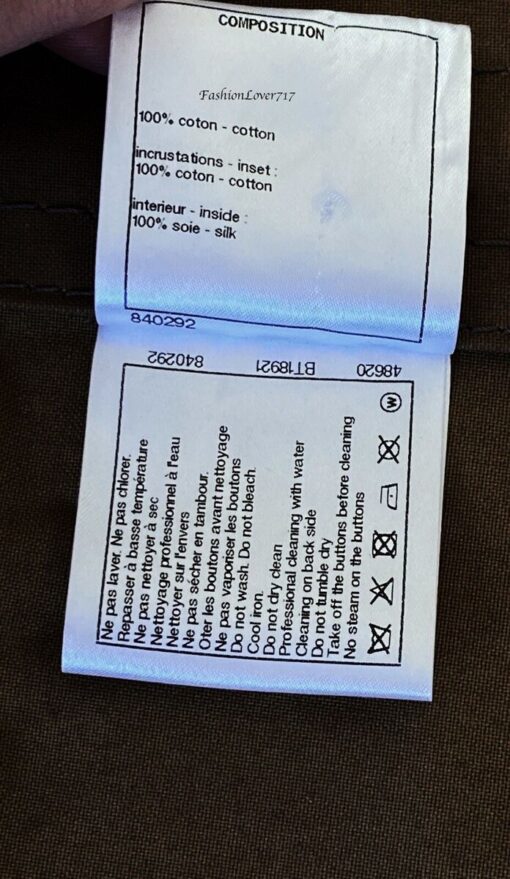 COMPOSITION
FashionLover717
100% coton - cotton
incrustations - inset :
100% coton - cotton
interieur - inside :
100% soie - silk
840292
840292 BT18921 48620
Ne pas laver. Ne pas chlorer.
Repasser à basse température
Ne pas nettoyer à sec
Nettoyage professionnel à l'eau
Nettoyer sur l'envers
Ne pas sécher en tambour.
Oter les boutons avant nettoyage
Ne pas vaporiser les boutons
Do not wash. Do not bleach.
Cool iron.
Do not dry clean
Professional cleaning with water
Cleaning on back side
Do not tumble dry
Take off the buttons before cleaning
No steam on the buttons
W